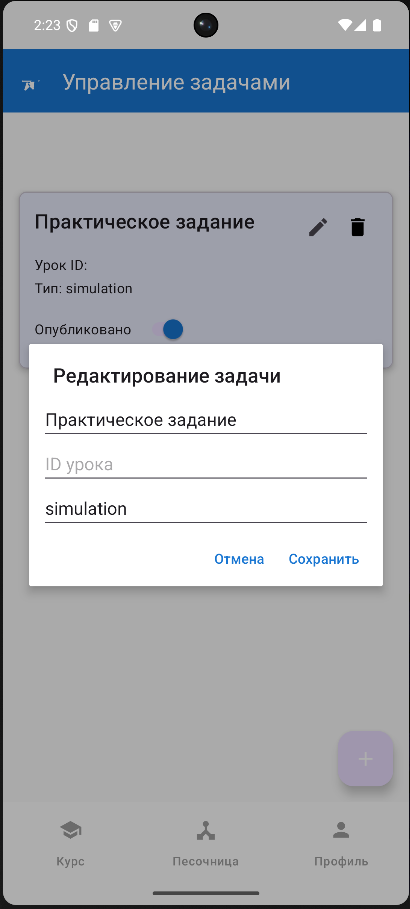 2:23
Управление задачами
Практическое задание
Урок ID:
Тип: simulation
Опубликовано
Редактирование задачи
Практическое задание
ID урока
simulation
Отмена Сохранить
+
Курс Песочница Профиль